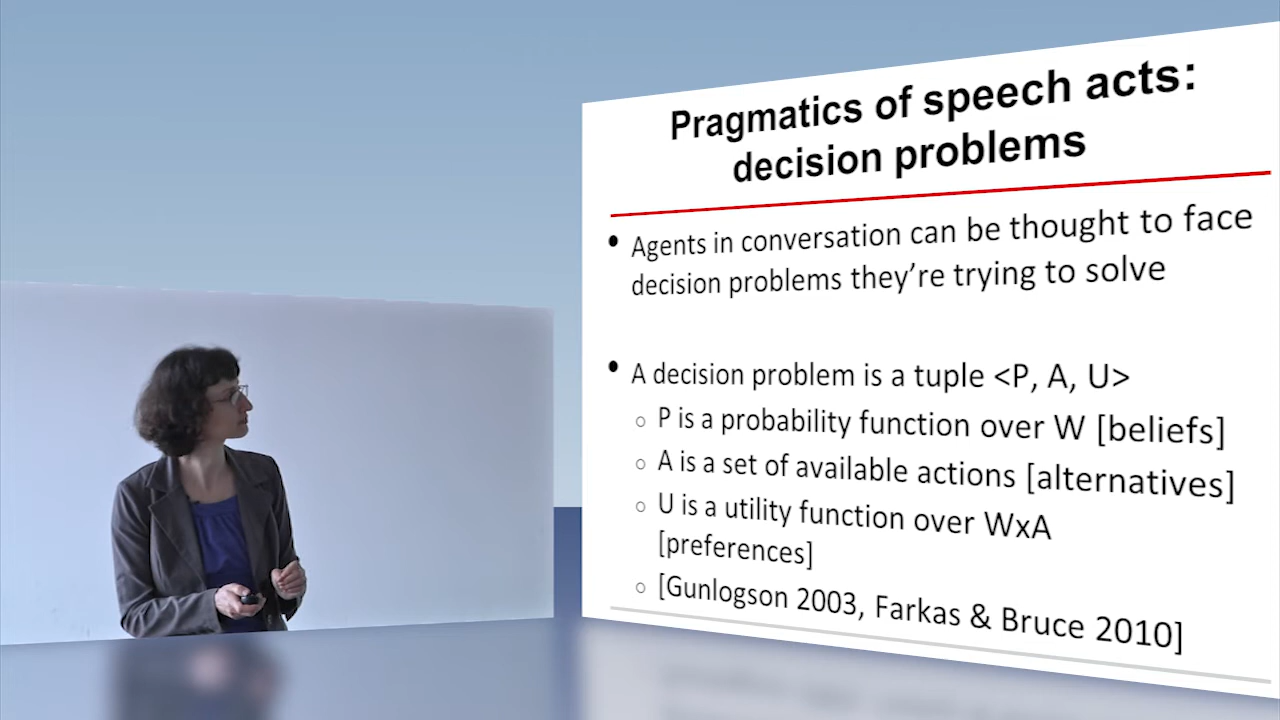 Pragmatics of speech acts:
decision problems
• Agents in conversation can be thought to face
decision problems they’re trying to solve
• A decision problem is a tuple <P, A, U>
○ P is a probability function over W [beliefs]
○ A is a set of available actions [alternatives]
○ U is a utility function over WxA
[preferences]
○ [Gunlogson 2003, Farkas & Bruce 2010]